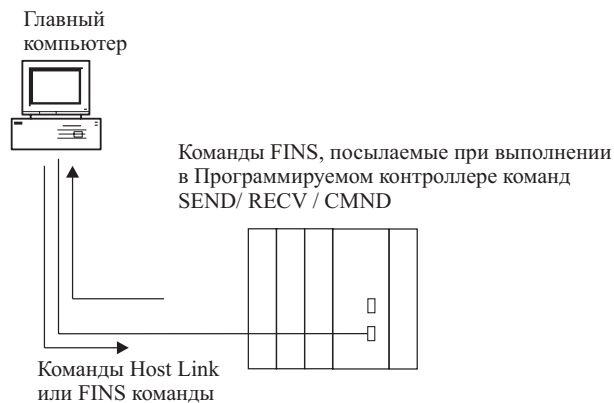 Главный
компьютер
Команды FINS, посылаемые при выполнении
в Программируемом контроллере команд
SEND/ RECV / CMND
Команды Host Link
или FINS команды